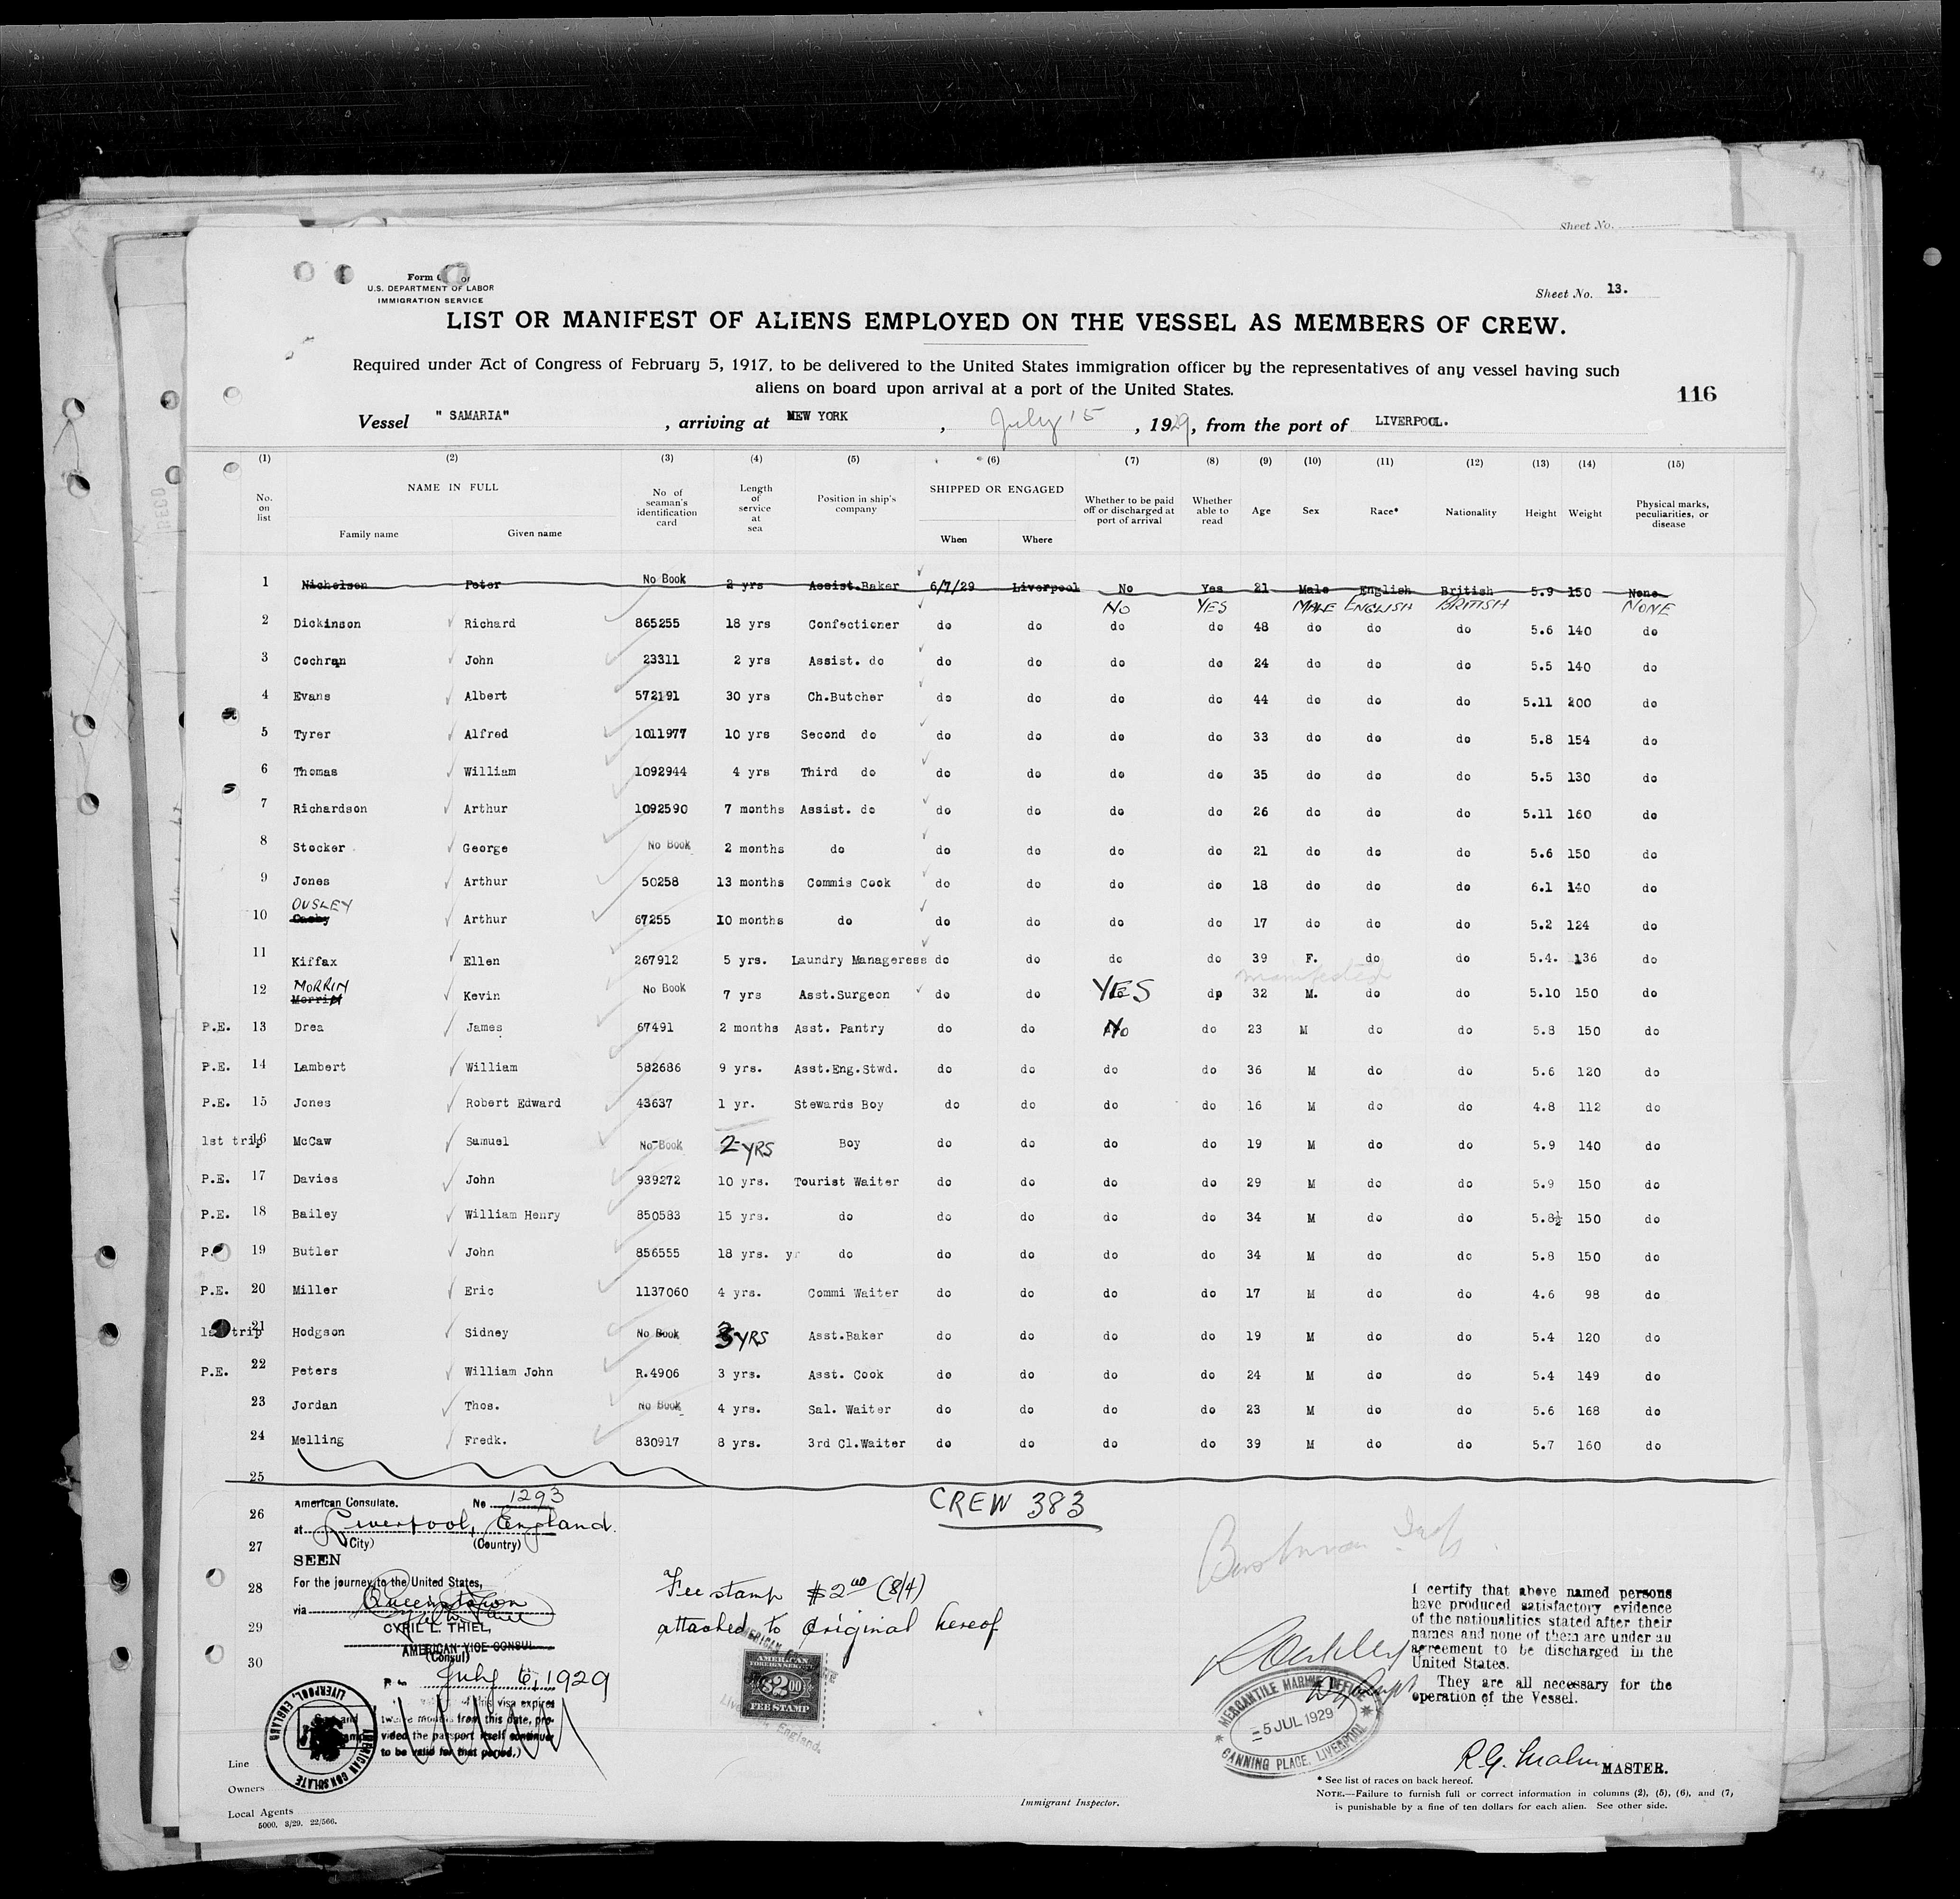 Sheet No.
Form
U.S. DEPARTMENT OF LABOR
IMMIGRATION SERVICE
Sheet No. 13.
LIST OR MANIFEST OF ALIENS EMPLOYED ON THE VESSEL AS MEMBERS OF CREW.
Required under Act of Congress of February 5, 1917, to be delivered to the United States immigration officer by the representatives of any vessel having such
aliens on board upon arrival at a port of the United States.
116
Vessel " SAMARIA" , arriving at NEW YORK , July 15 , 1929, from the port of LIVERPOOL.
(1) (2) (3) (4) (5) (6) (7) (8) (9) (10) (11) (12) (13) (14) (15)
No. on list NAME IN FULL Family name Given name No of seaman's identification card Length of service at sea Position in ship's company SHIPPED OR ENGAGED When Where Whether to be paid off or discharged at port of arrival Whether able to read Age Sex Race* Nationality Height Weight Physical marks, peculiarities, or disease
1 Nicholson Peter No Book 2 yrs Assist.Baker 6/7/29 Liverpool No Yes 21 Male English British 5.9 150 None
NO YES MALE ENGLISH BRITISH NONE
2 Dickinson Richard 865255 18 yrs Confectioner do do do do 48 do do do 5.6 140 do
3 Cochran John 23311 2 yrs Assist. do do do do do 24 do do do 5.5 140 do
4 Evans Albert 572191 30 yrs Ch.Butcher do do do do 44 do do do 5.11 200 do
5 Tyrer Alfred 1011977 10 yrs Second do do do do do 33 do do do 5.8 154 do
6 Thomas William 1092944 4 yrs Third do do do do do 35 do do do 5.5 130 do
7 Richardson Arthur 1092590 7 months Assist. do do do do do 26 do do do 5.11 160 do
8 Stocker George No Book 2 months do do do do do 21 do do do 5.6 150 do
9 Jones Arthur 50258 13 months Commis Cook do do do do 18 do do do 6.1 140 do
OUSLEY
10 Arthur 67255 10 months do do do do do 17 do do do 5.2 124 do
11 Kiffax Ellen 267912 5 yrs. Laundry Manageress do do do do 39 F. do do 5.4. 136 do
manifested
MORRIN
12 Kevin No Book 7 yrs Asst.Surgeon do do YES do 32 M. do do 5.10 150 do
P.E. 13 Drea James 67491 2 months Asst. Pantry do do No do 23 M do do 5.8 150 do
P.E. 14 Lambert William 582686 9 yrs. Asst.Eng.Stwd. do do do do 36 M do do 5.6 120 do
P.E. 15 Jones Robert Edward 43637 1 yr. Stewards Boy do do do do 16 M do do 4.8 112 do
1st trip 16 McCaw Samuel No Book 2 YRS Boy do do do do 19 M do do 5.9 140 do
P.E. 17 Davies John 939272 10 yrs. Tourist Waiter do do do do 29 M do do 5.9 150 do
P.E. 18 Bailey William Henry 850583 15 yrs. do do do do do 34 M do do 5.8½ 150 do
P. 19 Butler John 856555 18 yrs. yr do do do do do 34 M do do 5.8 150 do
P.E. 20 Miller Eric 1137060 4 yrs. Commi Waiter do do do do 17 M do do 4.6 98 do
1st trip 21 Hodgson Sidney No Book 3 YRS Asst.Baker do do do do 19 M do do 5.4 120 do
P.E. 22 Peters William John R.4906 3 yrs. Asst. Cook do do do do 24 M do do 5.4 149 do
23 Jordan Thos. No Book 4 yrs. Sal. Waiter do do do do 23 M do do 5.6 168 do
24 Melling Fredk. 830917 8 yrs. 3rd Cl.Waiter do do do do 39 M do do 5.7 160 do
25
26
27
28
29
30
American Consulate. No 1293
at Liverpool, England.
(City) (Country)
SEEN
For the journey to the United States,
via Queenstown
CYRIL L. THIEL,
AMERICAN VICE CONSUL
(Consul)
July 6, 1929
of this visa expires
twelve months from this date, pro-
vided the passport itself continues
to be valid for that period.)
AMERICAN CONSULATE LIVERPOOL, ENGLAND
CREW 383
Fee stamp $2.00 (8/4)
attached to Original hereof
AMERICAN
FOREIGN SERVICE
$2.00
FEE STAMP
England.
I certify that above named persons
have produced satisfactory evidence
of the nationalities stated after their
names and none of them are under an
agreement to be discharged in the
United States.
They are all necessary for the
operation of the Vessel.
MERCANTILE MARINE OFFICE
-5 JUL 1929
CANNING PLACE, LIVERPOOL
MASTER.
Line
Owners
Local Agents
5000. 3/29. 22/566.
Immigrant Inspector.
* See list of races on back hereof.
NOTE.—Failure to furnish full or correct information in columns (2), (5), (6), and (7)
is punishable by a fine of ten dollars for each alien. See other side.